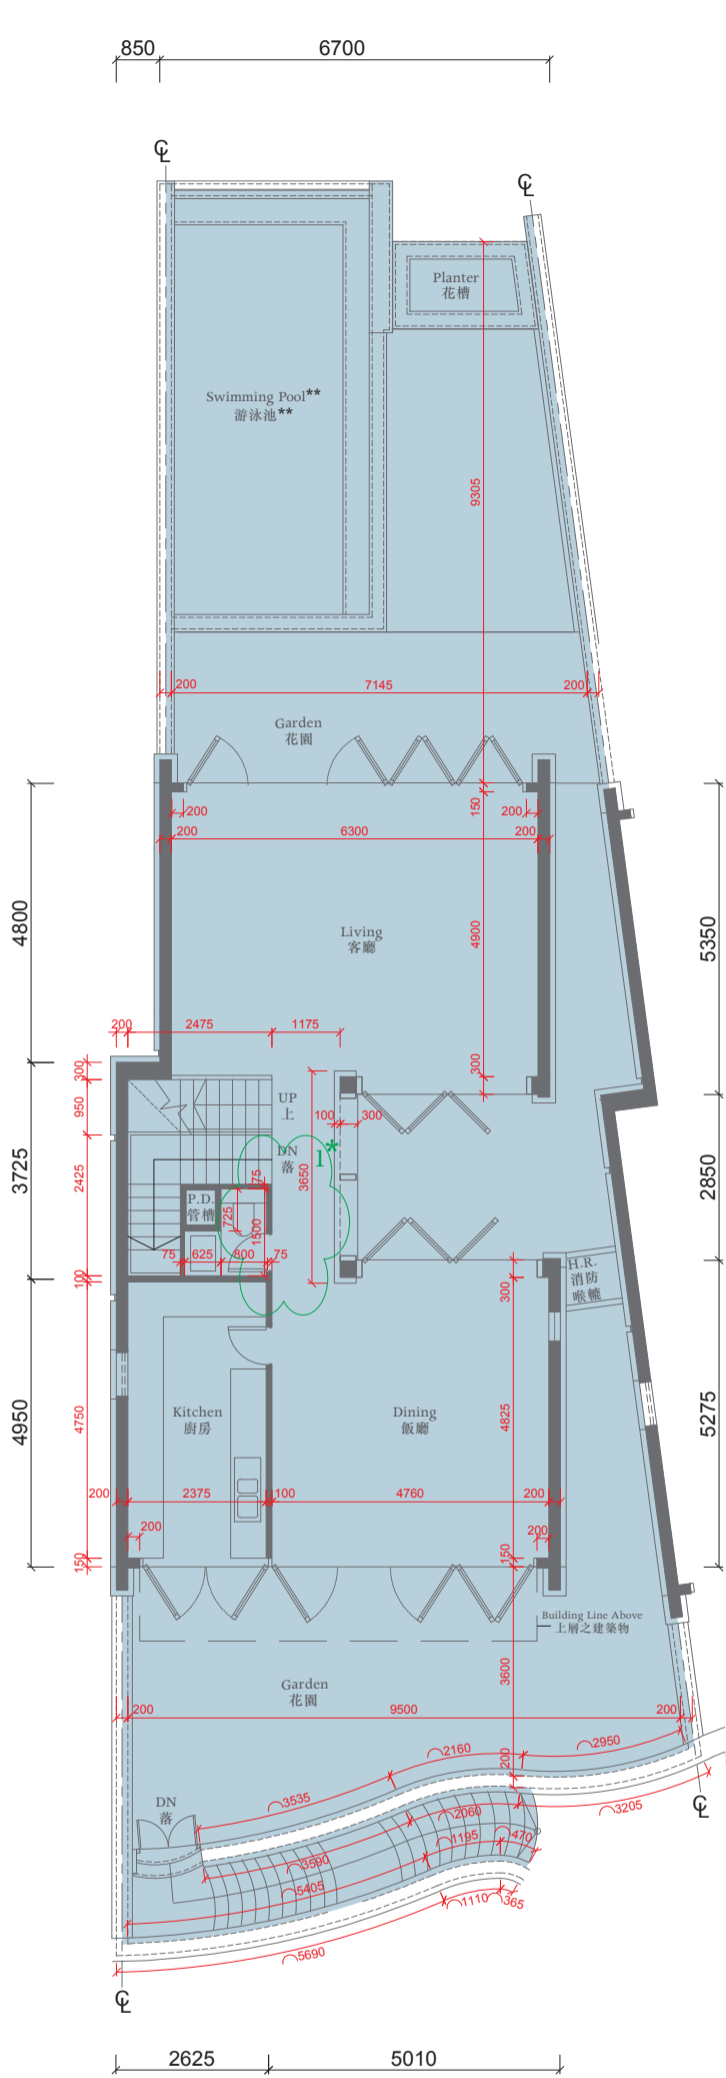 850
6700
℄
℄
Planter
花槽
Swimming Pool**
游泳池**
9305
200
7145
200
Garden
花園
150
200
200
200
6300
200
4800
5350
Living
客廳
4900
200
2475
1175
300
300
950
UP
上
100
300
DN
落
1*
3725
2425
3650
2850
75
P.D.
管槽
725
1500
75
625
800
75
100
H.R.
消防
喉轆
300
4950
4750
Kitchen
廚房
Dining
飯廳
4825
5275
200
2375
100
4760
200
200
200
150
150
Building Line Above
上層之建築物
3600
Garden
花園
200
9500
200
2950
2160
200
3535
DN
落
2060
3205
℄
1195
470
3590
5405
1110
365
5690
℄
2625
5010